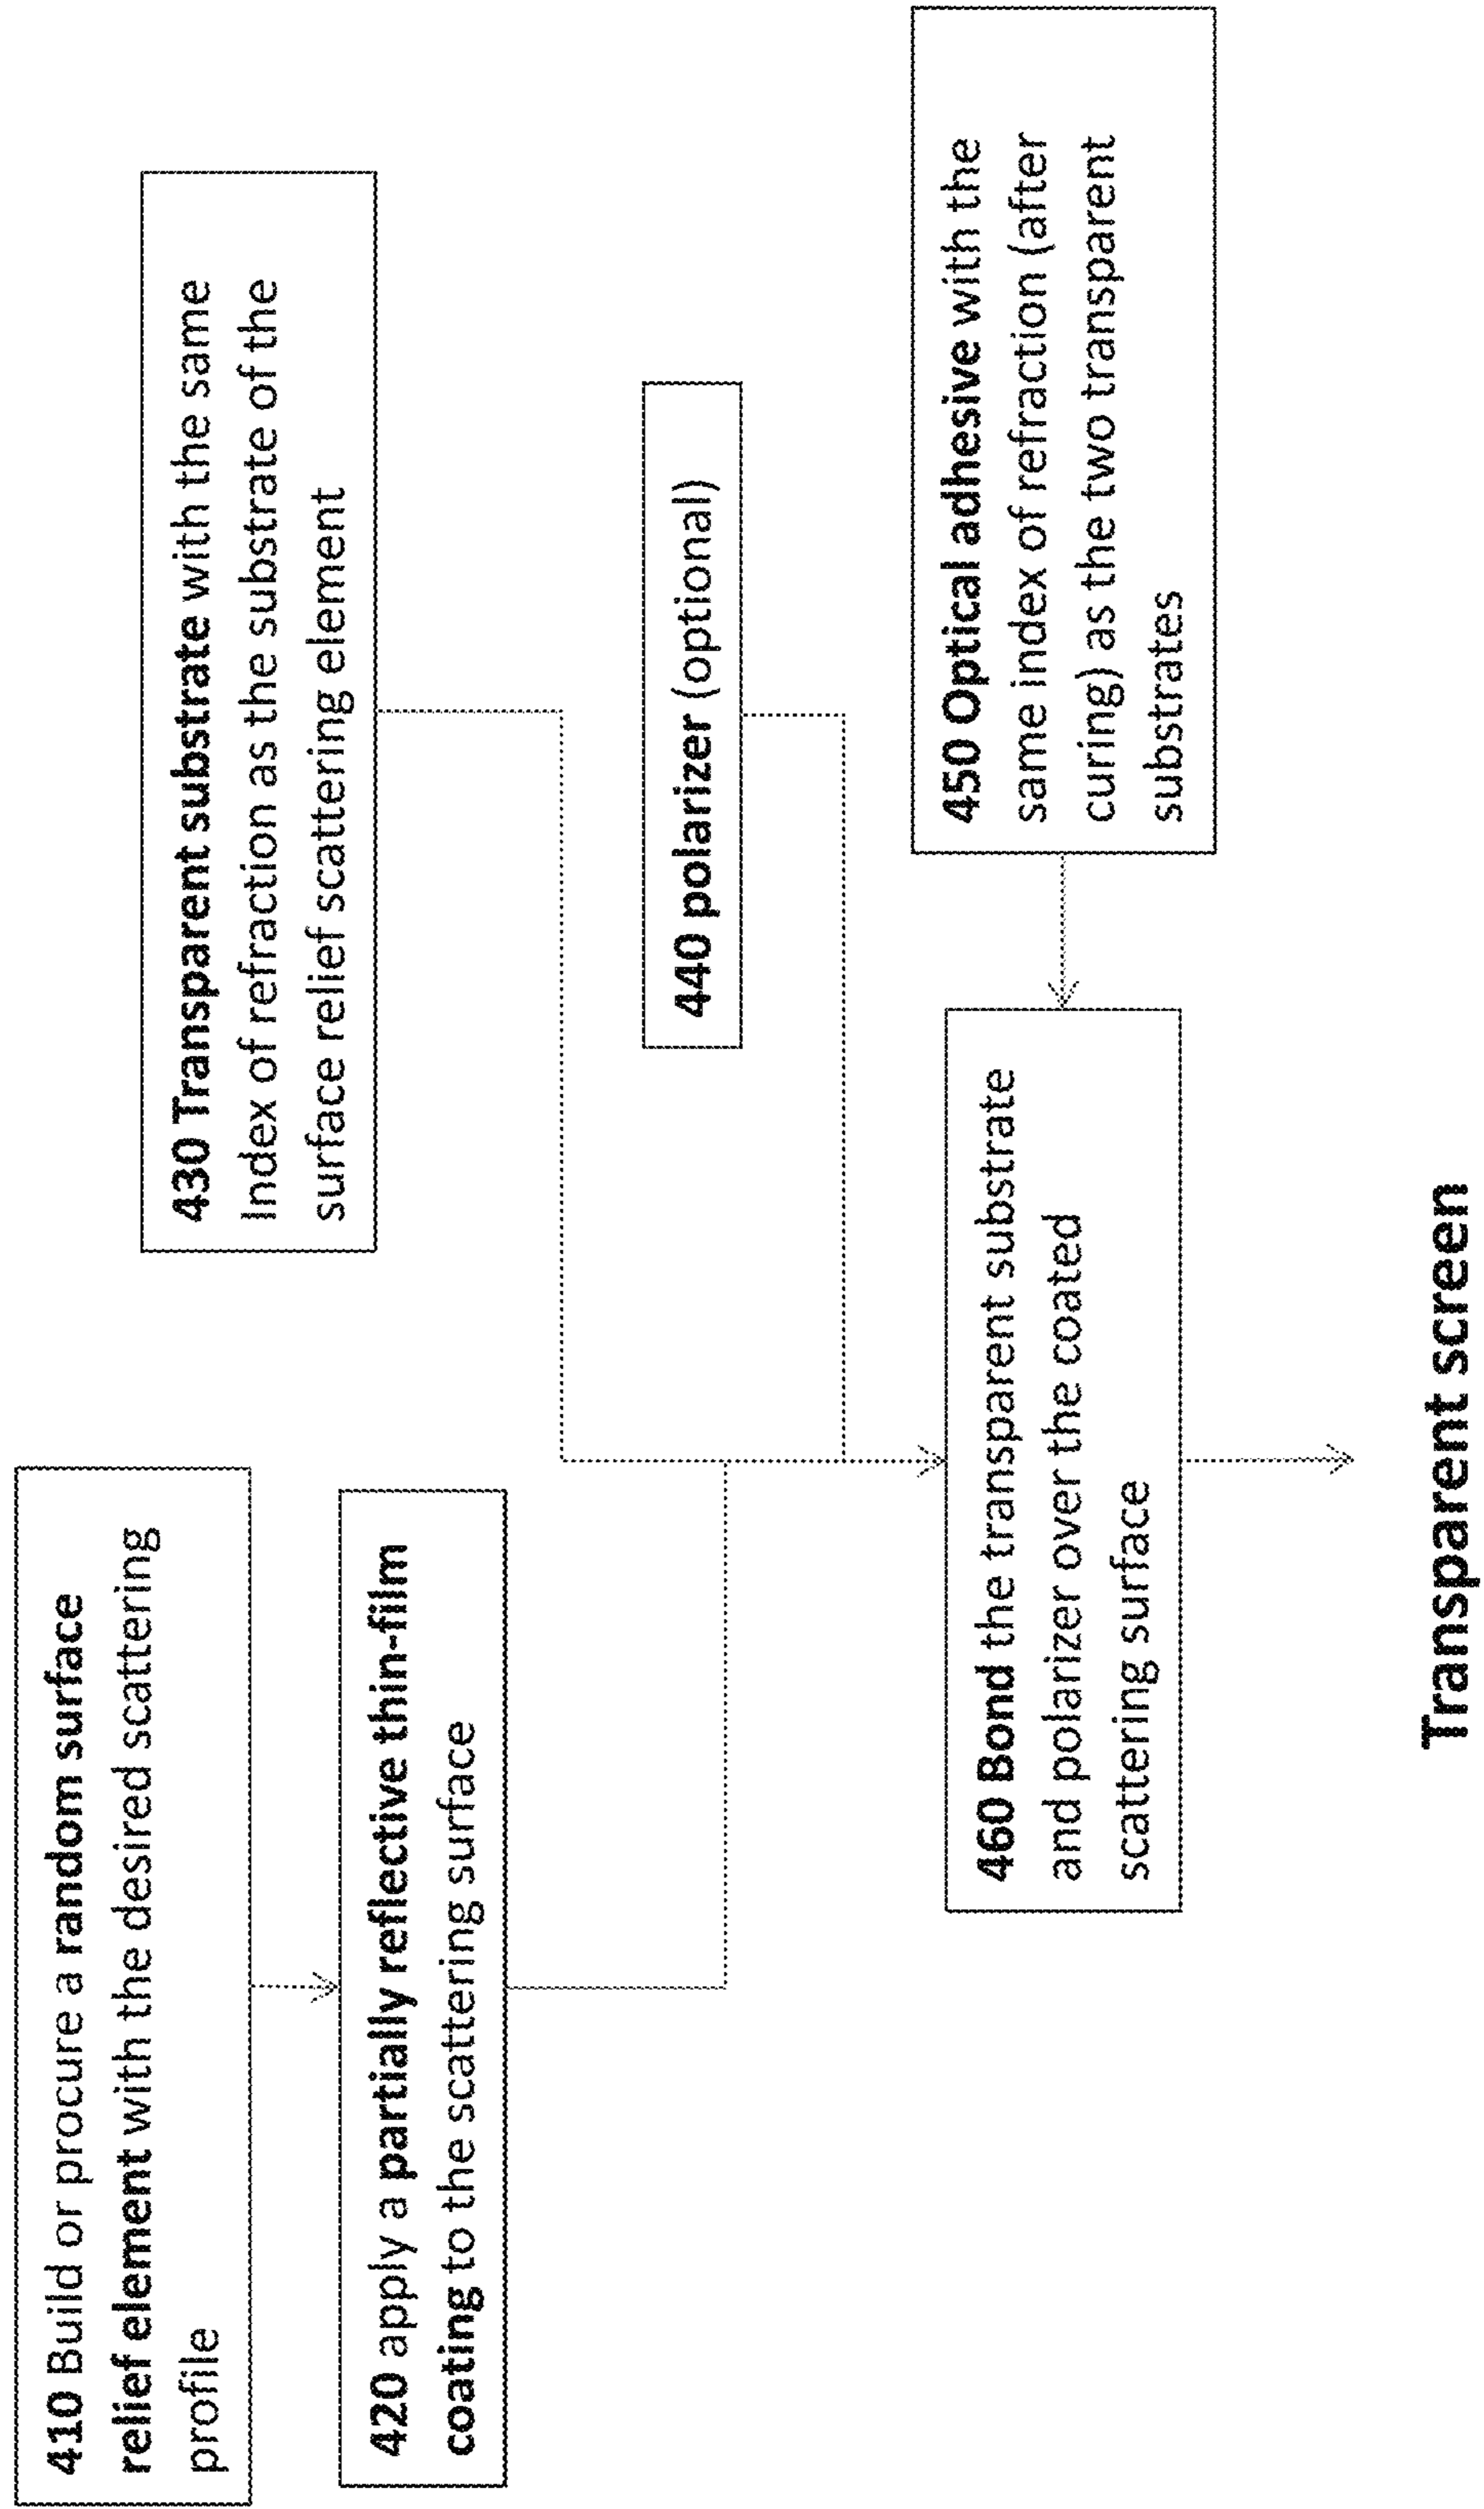 410 Build or procure a random surface
relief element with the desired scattering
profile
420 apply a partially reflective thin-film
coating to the scattering surface
430 Transparent substrate with the same
Index of refraction as the substrate of the
surface relief scattering element
440 polarizer (optional)
450 Optical adhesive with the
same index of refraction (after
curing) as the two transparent
substrates
460 Bond the transparent substrate
and polarizer over the coated
scattering surface
Transparent screen